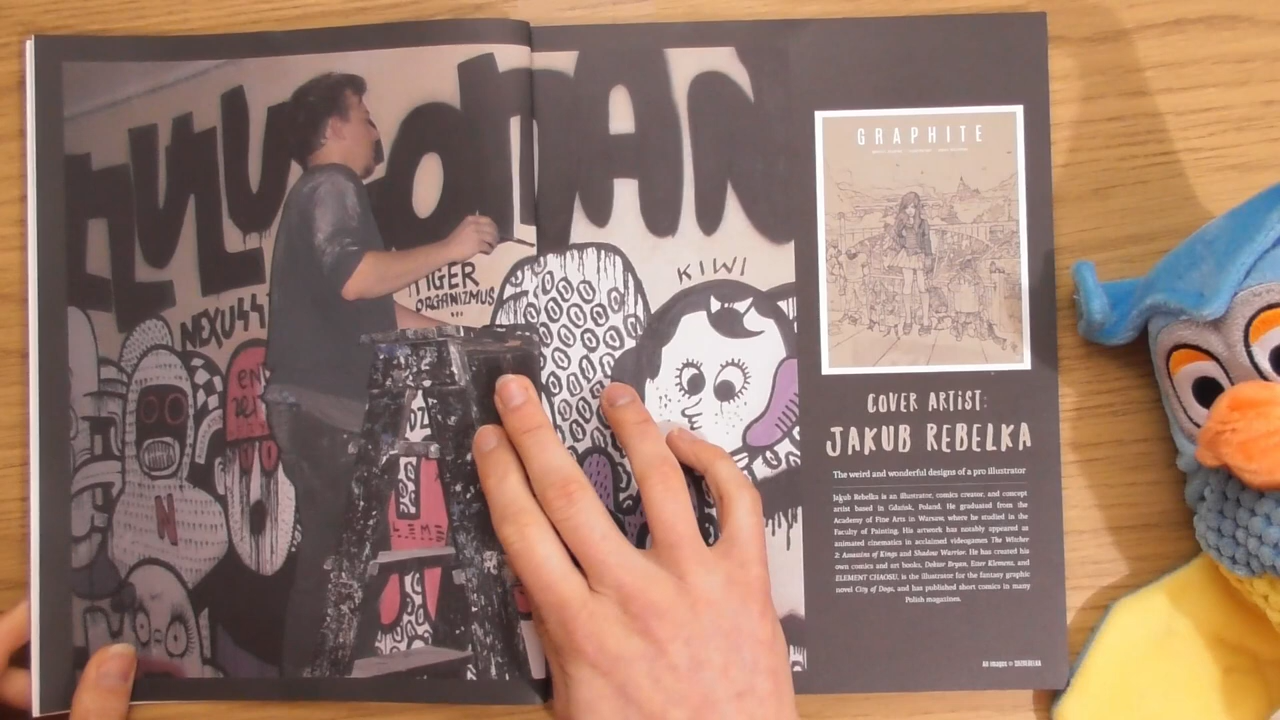 NEXUSS
TIGER
ORGANIZMUS
...
KIWI
N
GRAPHITE
COVER ARTIST:
JAKUB REBELKA
The weird and wonderful designs of a pro illustrator
Jakub Rebelka is an illustrator, comics creator, and concept
artist based in Gdańsk, Poland. He graduated from the
Academy of Fine Arts in Warsaw, where he studied in the
Faculty of Painting. His artwork has notably appeared as
animated cinematics in acclaimed videogames The Witcher
2: Assassins of Kings and Shadow Warrior. He has created his
own comics and art books, Doktor Bryan, Ester Klemens, and
ELEMENT CHAOSU, is the illustrator for the fantasy graphic
novel City of Dogs, and has published short comics in many
Polish magazines.